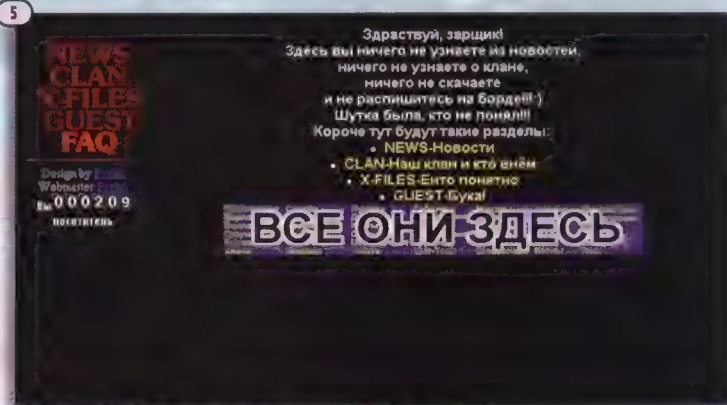 5
NEWS
CLAN
X-FILES
GUEST
FAQ
Design by
Webmaster
Вы 000209
посетитель
Здраствуй, зарщик!
Здесь вы ничего не узнаете из новостей,
ничего не узнаете о клане,
ничего не скачаете
и не распишитесь на борде!!! :)
Шутка была, кто не понял!!!
Короче тут будут такие разделы:
• NEWS-Новости
• CLAN-Наш клан и кто внём
• X-FILES-Енто понятно
• GUEST-Бука!
ВСЕ ОНИ ЗДЕСЬ